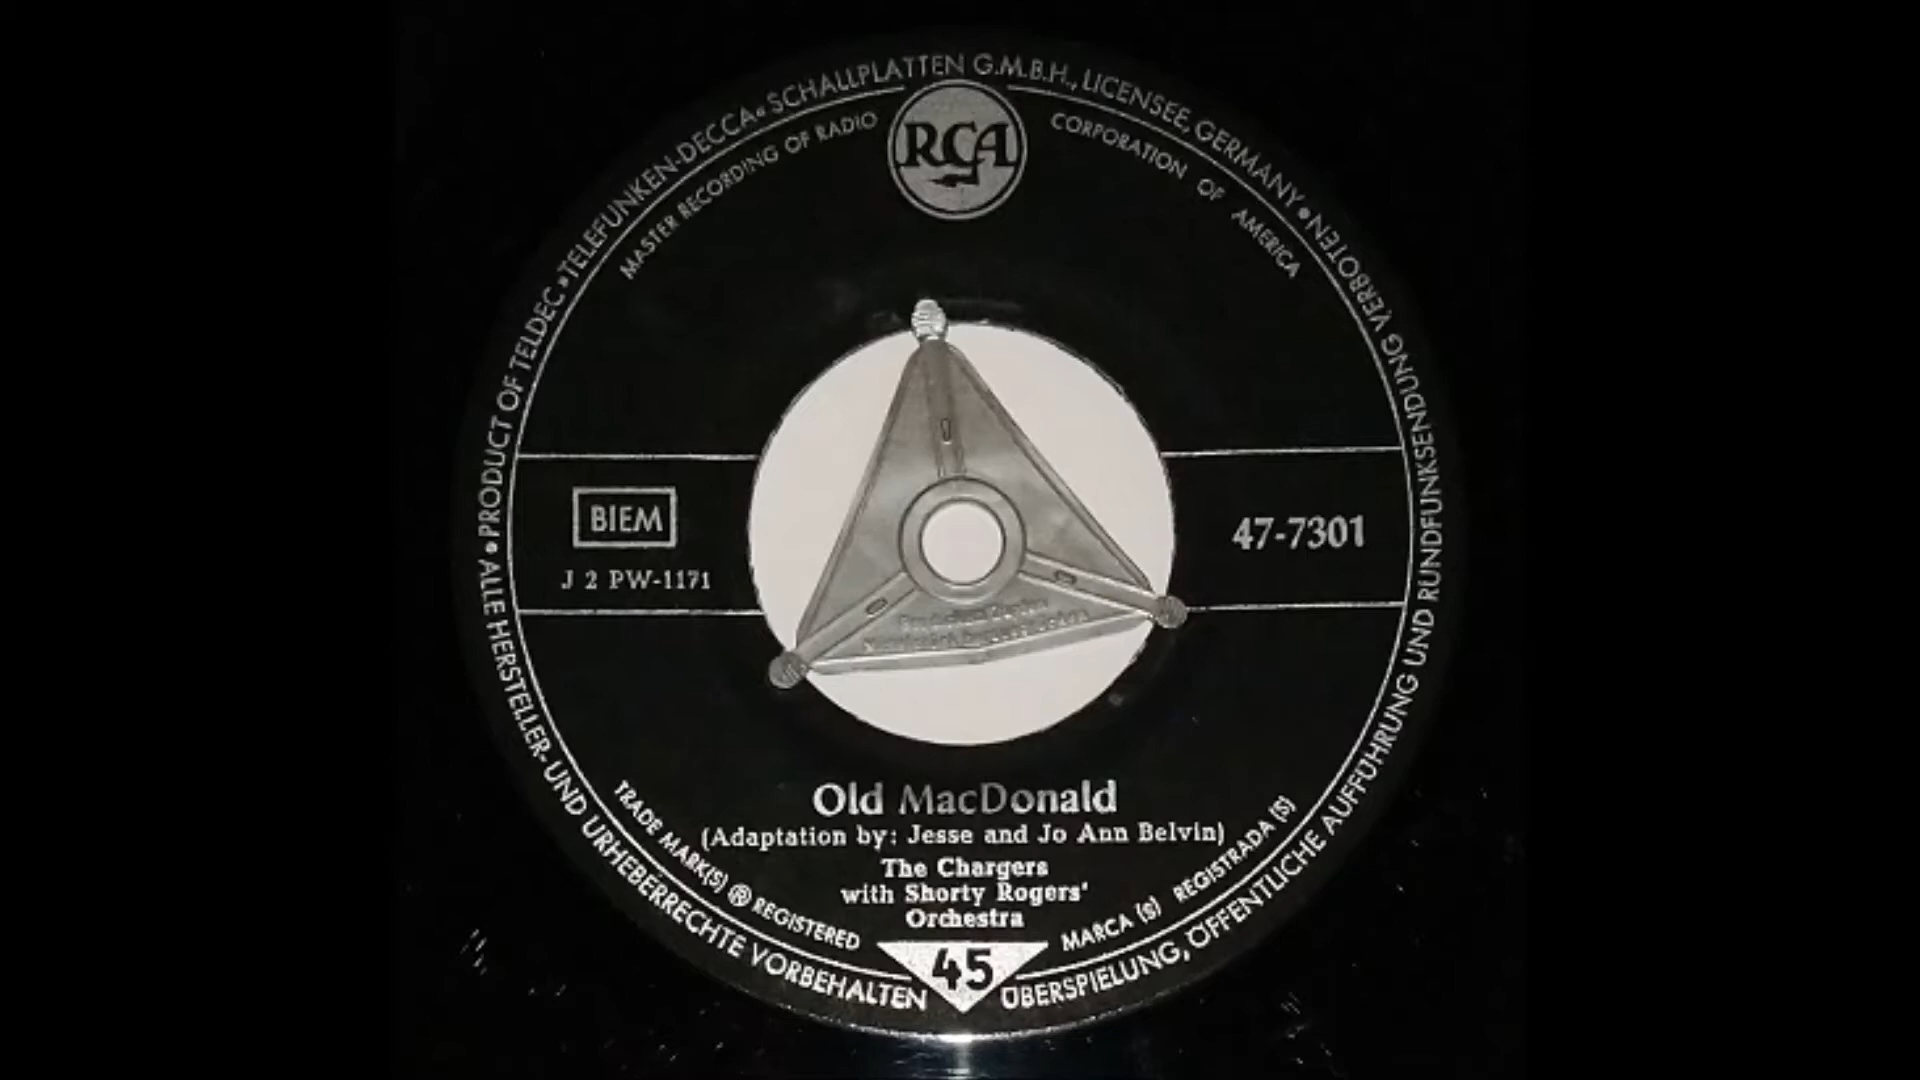 • PRODUCT OF TELDEC »TELEFUNKEN-DECCA« SCHALLPLATTEN G.M.B.H., LICENSEE, GERMANY •
NEN VERBOTEN
MASTER RECORDING OF RADIO CORPORATION OF AMERICA
RCA
BIEM
J 2 PW-1171
47-7301
Old MacDonald
(Adaptation by: Jesse and Jo Ann Belvin)
The Chargers
with Shorty Rogers'
Orchestra
TRADE MARK(S) ® REGISTERED
MARCA (S) REGISTRADA (S)
45
• ALLE HERSTELLER- UND URHEBERRECHTE VORBEHALTEN
ÜBERSPIELUNG, ÖFFENTLICHE AUFFÜHRUNG UND RUNDFUNKSENDUNG VERBOTEN